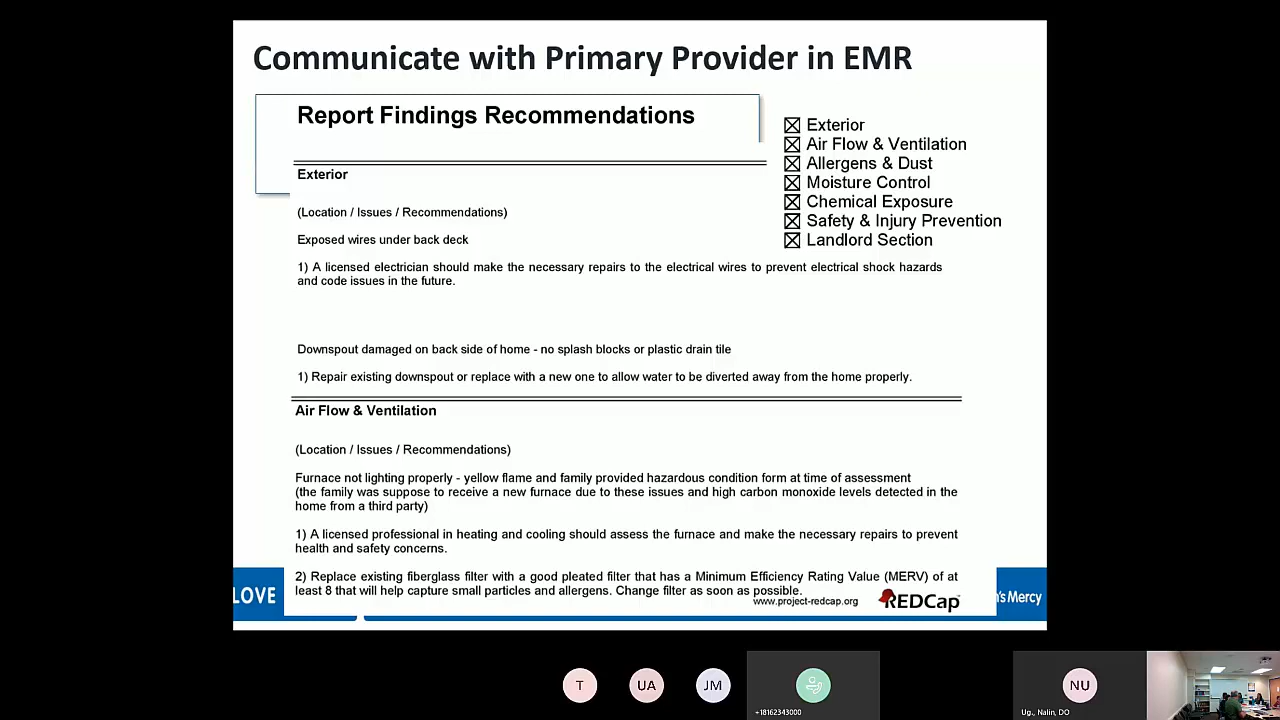 Communicate with Primary Provider in EMR
Report Findings Recommendations
Exterior
Air Flow & Ventilation
Allergens & Dust
Moisture Control
Chemical Exposure
Safety & Injury Prevention
Landlord Section
Exterior
(Location / Issues / Recommendations)
Exposed wires under back deck
1) A licensed electrician should make the necessary repairs to the electrical wires to prevent electrical shock hazards
and code issues in the future.
Downspout damaged on back side of home - no splash blocks or plastic drain tile
1) Repair existing downspout or replace with a new one to allow water to be diverted away from the home properly.
Air Flow & Ventilation
(Location / Issues / Recommendations)
Furnace not lighting properly - yellow flame and family provided hazardous condition form at time of assessment
(the family was suppose to receive a new furnace due to these issues and high carbon monoxide levels detected in the
home from a third party)
1) A licensed professional in heating and cooling should assess the furnace and make the necessary repairs to prevent
health and safety concerns.
2) Replace existing fiberglass filter with a good pleated filter that has a Minimum Efficiency Rating Value (MERV) of at
least 8 that will help capture small particles and allergens. Change filter as soon as possible.
www.project-redcap.org
REDCap
LOVE
's Mercy
T
UA
JM
+18162343000
NU
Ug., Nalin, DO